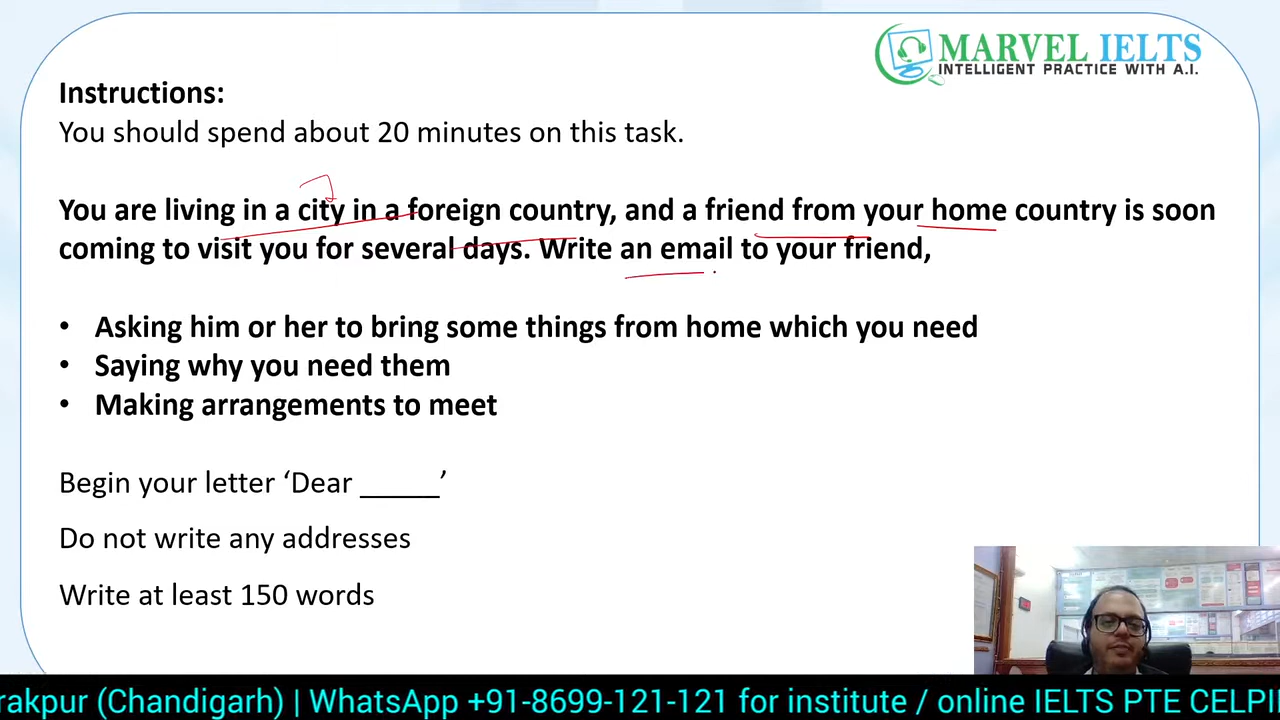 MARVEL IELTS
INTELLIGENT PRACTICE WITH A.I.
Instructions:
You should spend about 20 minutes on this task.
You are living in a city in a foreign country, and a friend from your home country is soon
coming to visit you for several days. Write an email to your friend,
• Asking him or her to bring some things from home which you need
• Saying why you need them
• Making arrangements to meet
Begin your letter ‘Dear _____’
Do not write any addresses
Write at least 150 words
rakpur (Chandigarh) | WhatsApp +91-8699-121-121 for institute / online IELTS PTE CELPI